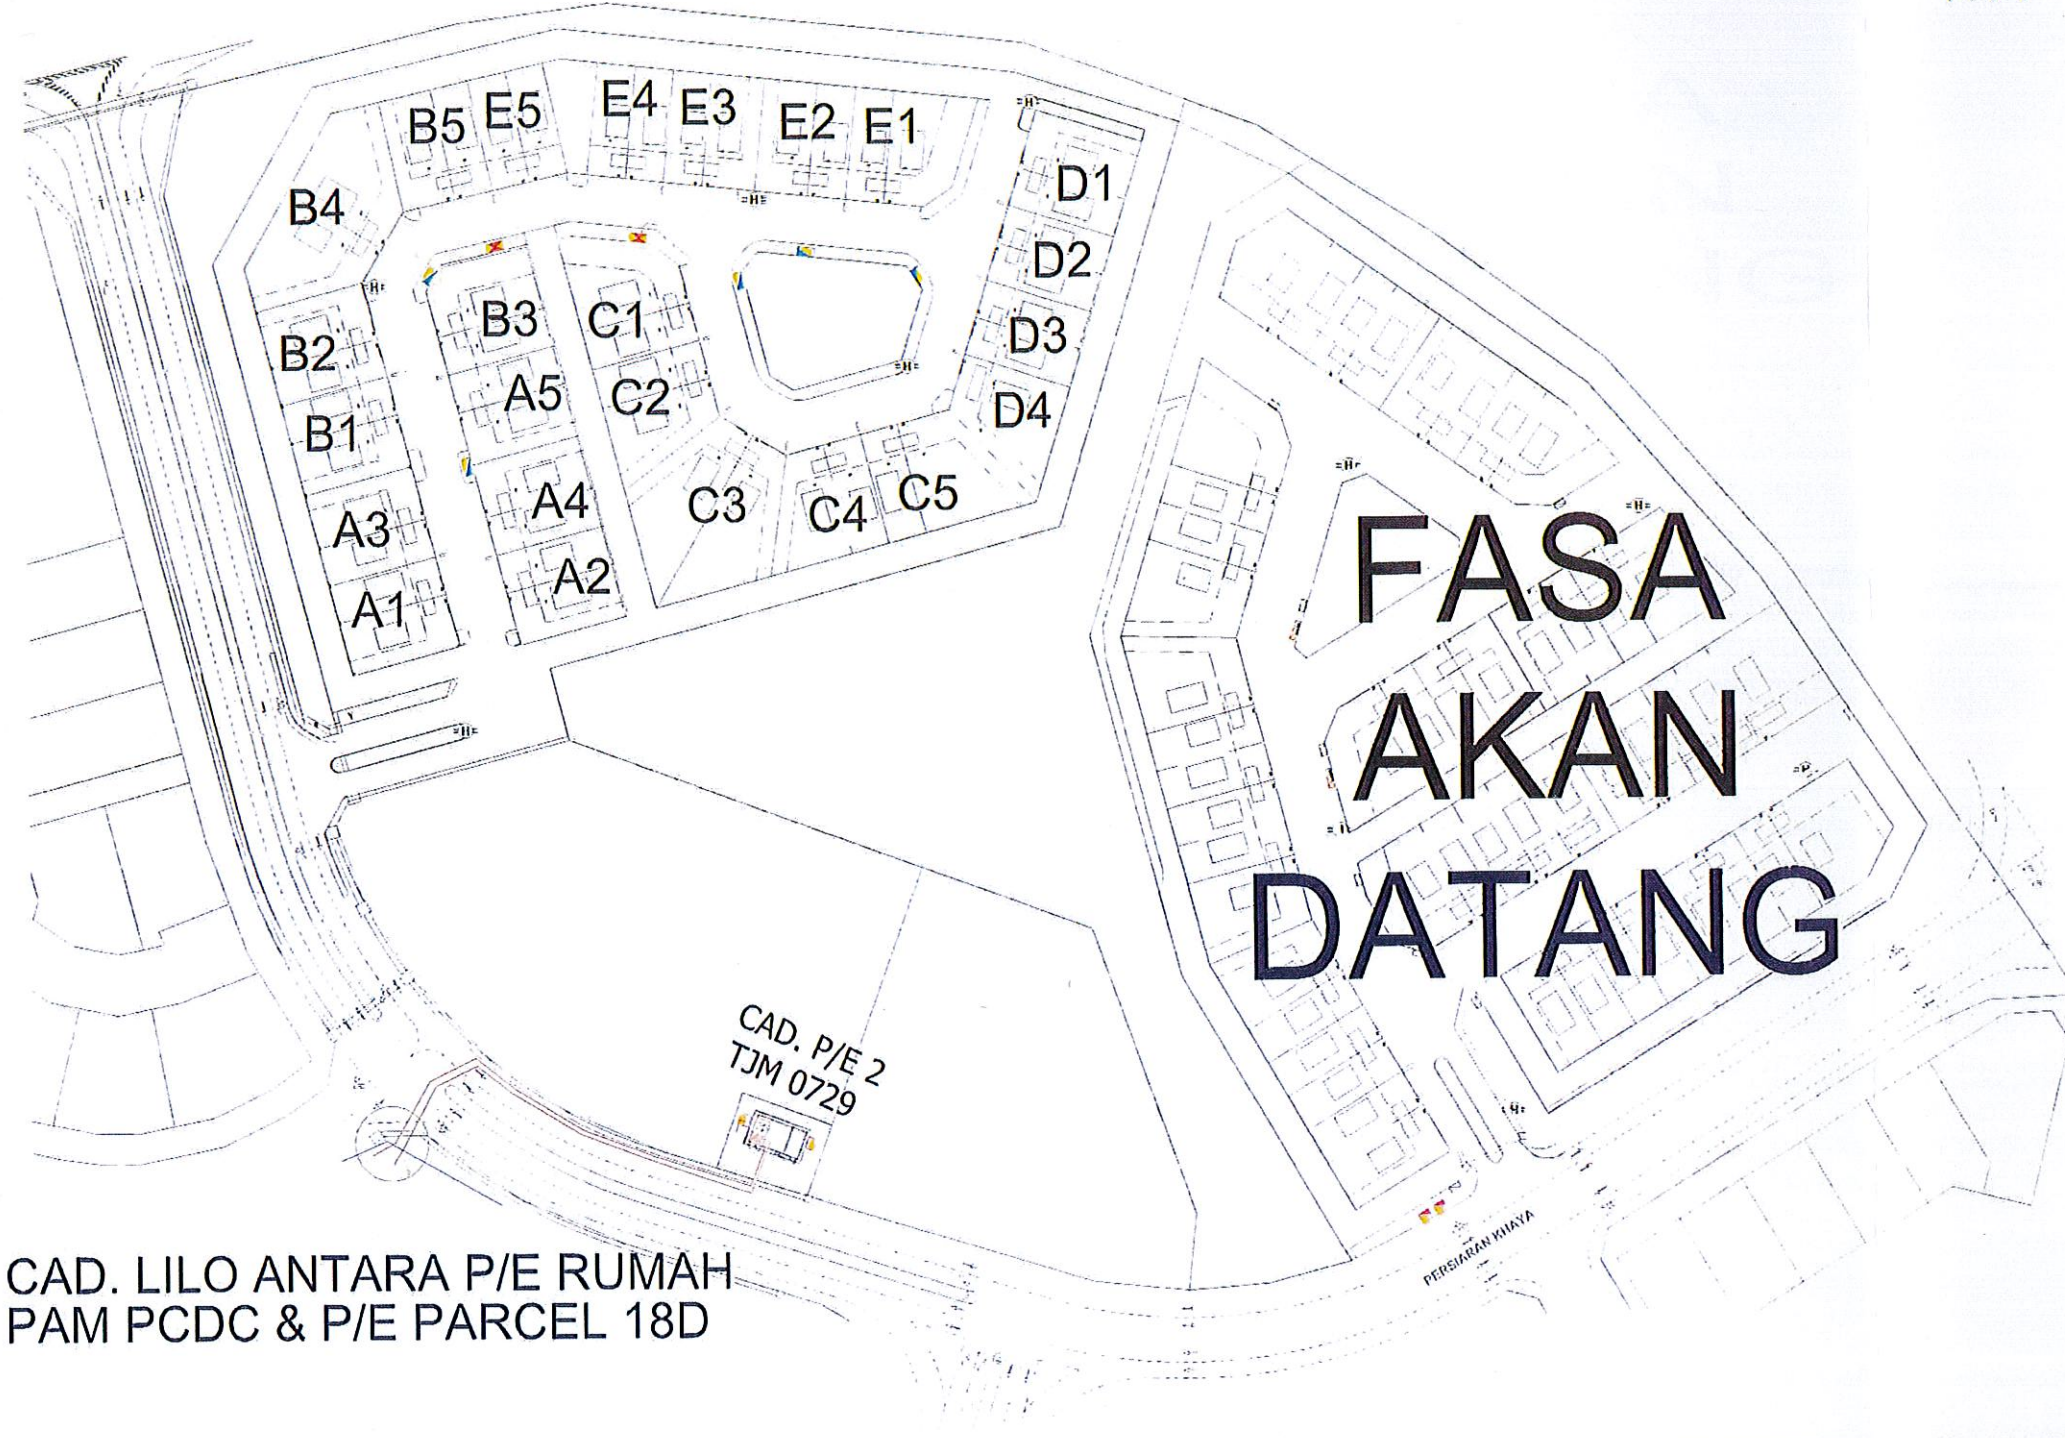 B5
E5
E4
E3
E2
E1
B4
D1
D2
B3
C1
D3
B2
A5
C2
D4
B1
A4
C3
C4
C5
A3
A2
A1
FASA
AKAN
DATANG
CAD. P/E 2
TJM 0729
PERSIARAN KHAYA
CAD. LILO ANTARA P/E RUMAH
PAM PCDC & P/E PARCEL 18D